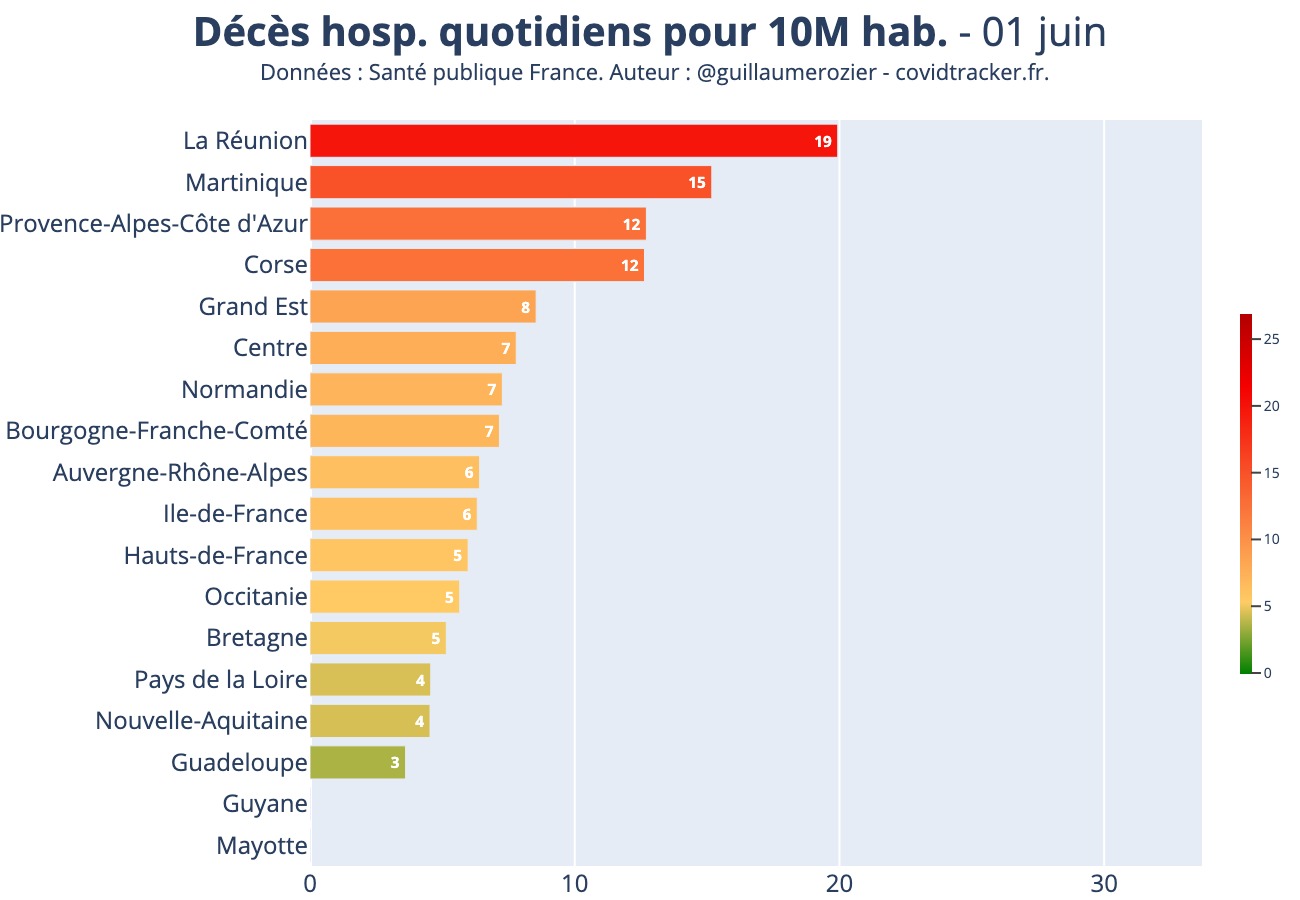 Décès hosp. quotidiens pour 10M hab. - 01 juin
Données : Santé publique France. Auteur : @guillaumerozier - covidtracker.fr.
La Réunion 19
Martinique 15
Provence-Alpes-Côte d'Azur 12
Corse 12
Grand Est 8
Centre 7
Normandie 7
Bourgogne-Franche-Comté 7
Auvergne-Rhône-Alpes 6
Ile-de-France 6
Hauts-de-France 5
Occitanie 5
Bretagne 5
Pays de la Loire 4
Nouvelle-Aquitaine 4
Guadeloupe 3
Guyane
Mayotte
0 10 20 30
25
20
15
10
5
0